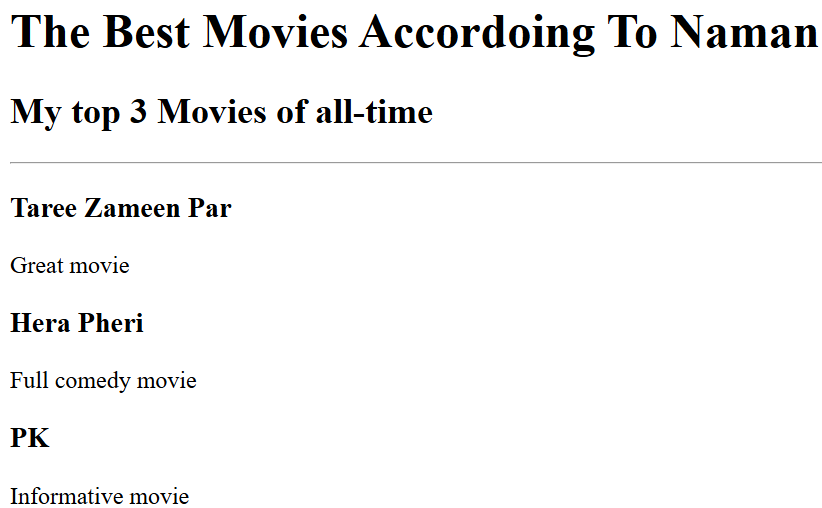 The Best Movies Accordoing To Naman
My top 3 Movies of all-time
Taree Zameen Par
Great movie
Hera Pheri
Full comedy movie
PK
Informative movie